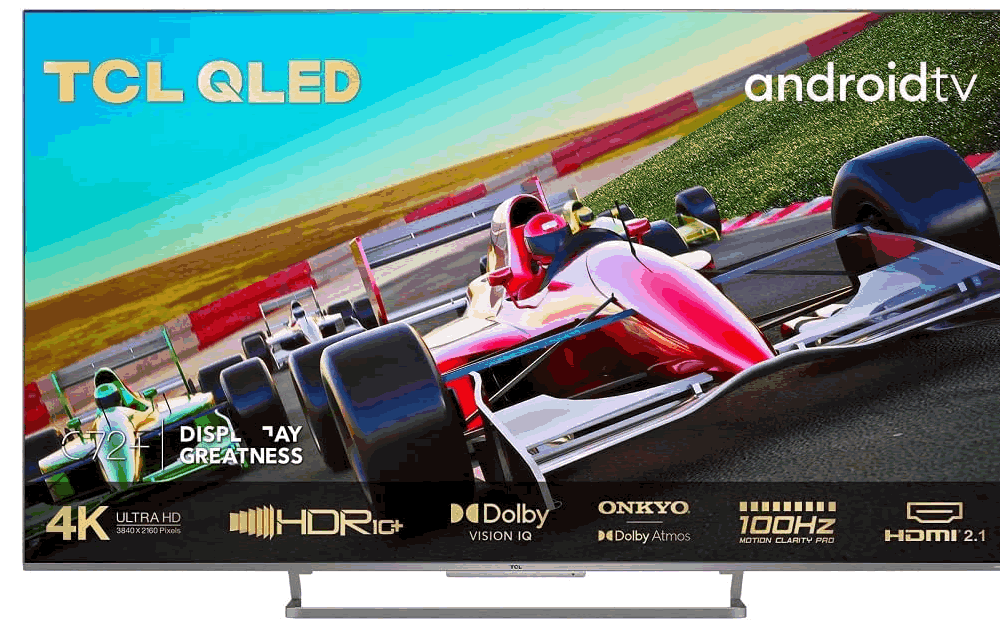 TCL QLED
androidtv
C72+
DISPL 7AY
GREATNESS
4K ULTRA HD
3840 X 2160 Pixels
HDR10+
Dolby
VISION IQ
ONKYO
Dolby Atmos
100Hz
MOTION CLARITY PRO
HDMI 2.1
TCL